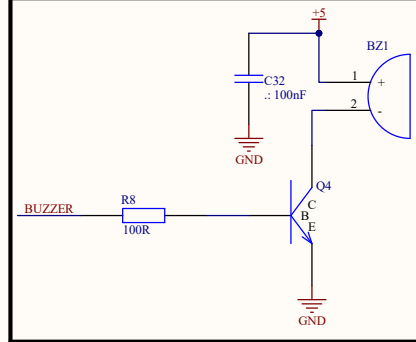 +5
BZ1
1
+
C32
.: 100nF
2
-
GND
Q4
R8
C
BUZZER
B
E
100R
GND